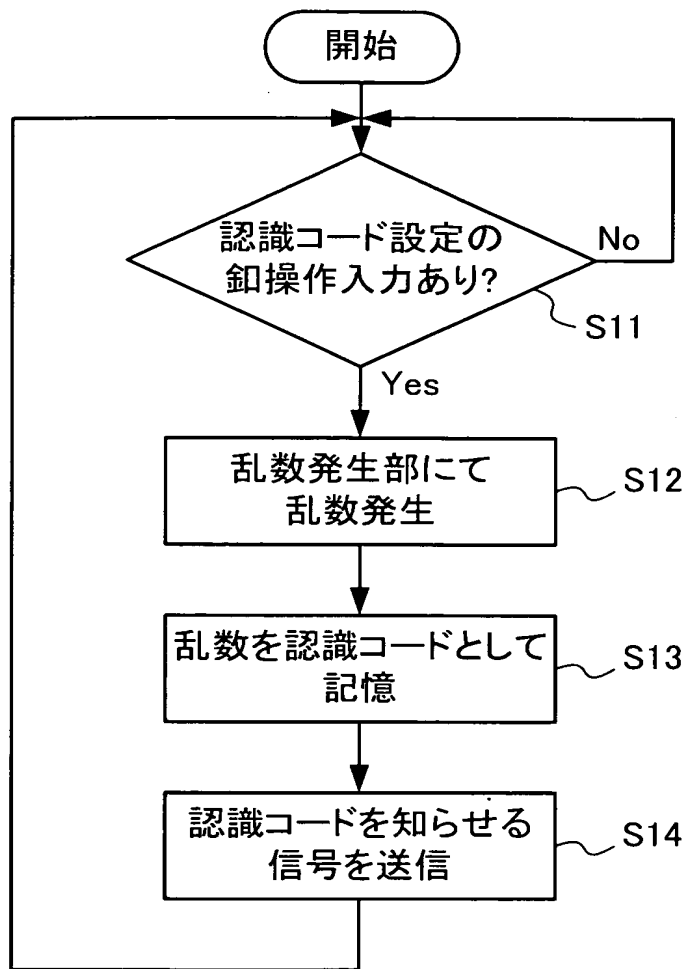 開始
認識コード設定の
釦操作入力あり?
No
S11
Yes
乱数発生部にて
乱数発生
S12
乱数を認識コードとして
記憶
S13
認識コードを知らせる
信号を送信
S14